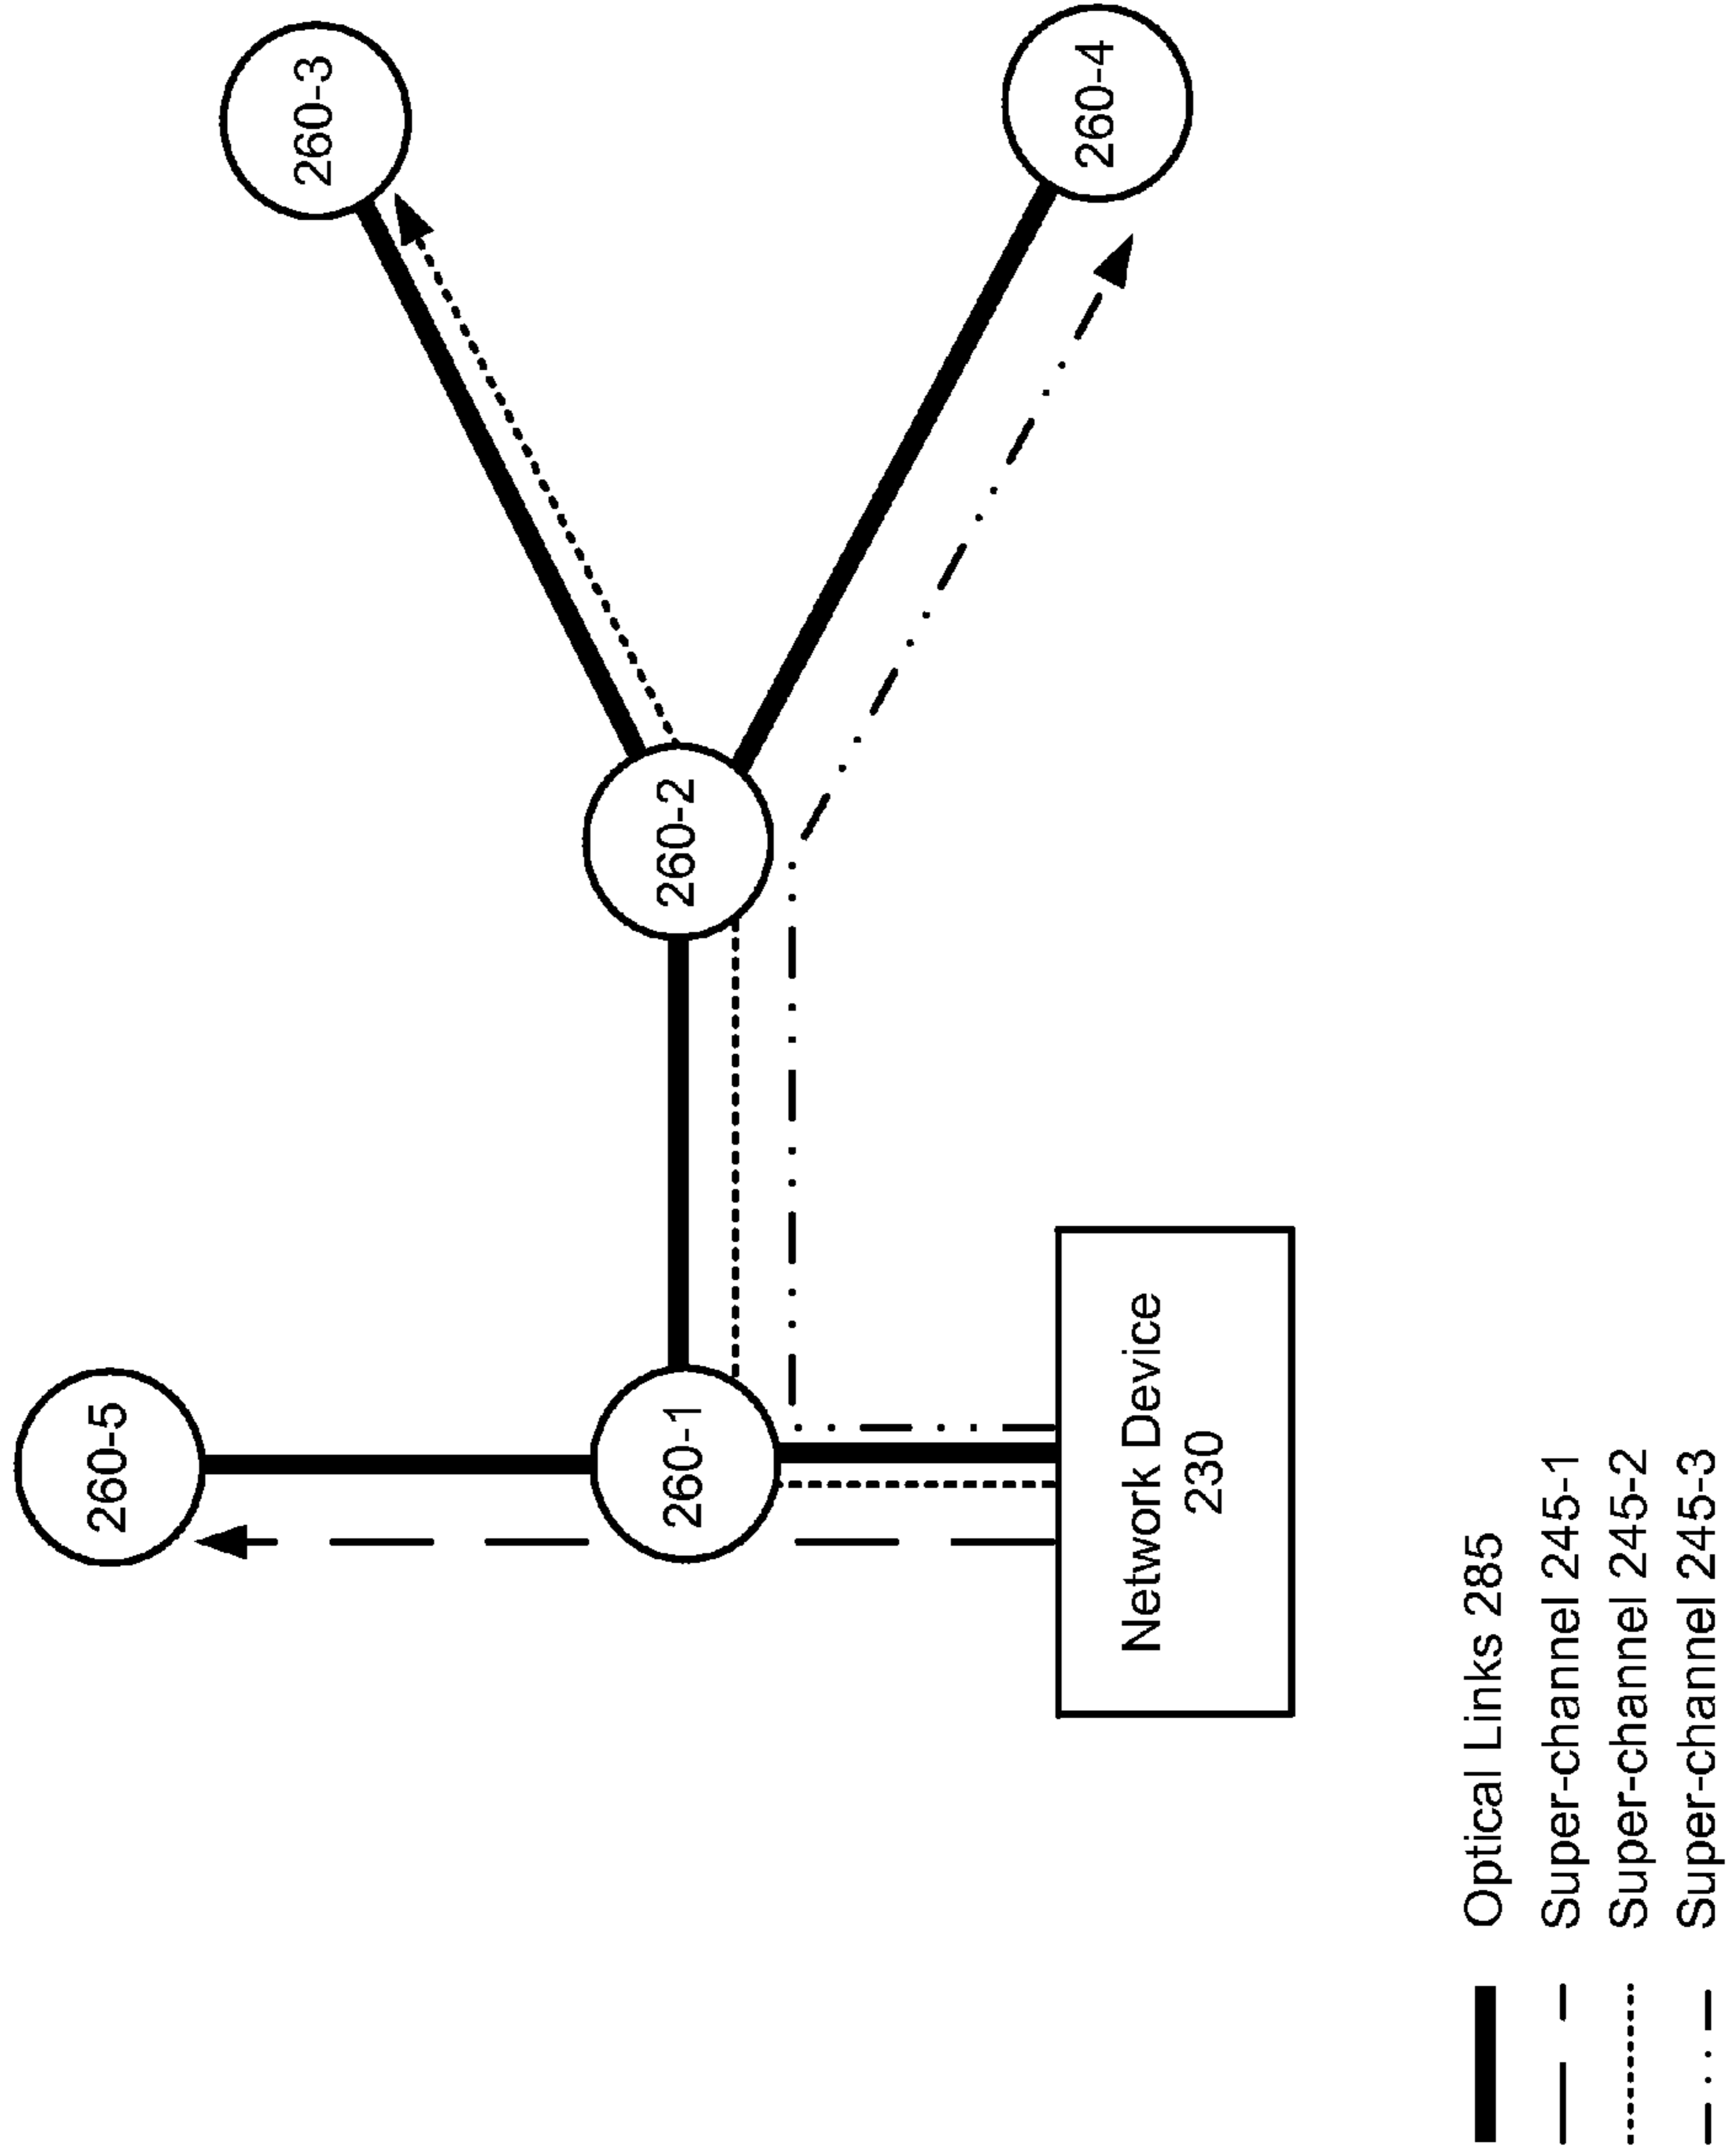 260-5
260-3
260-1
260-2
260-4
Network Device
230
Optical Links 285
Super-channel 245-1
Super-channel 245-2
Super-channel 245-3